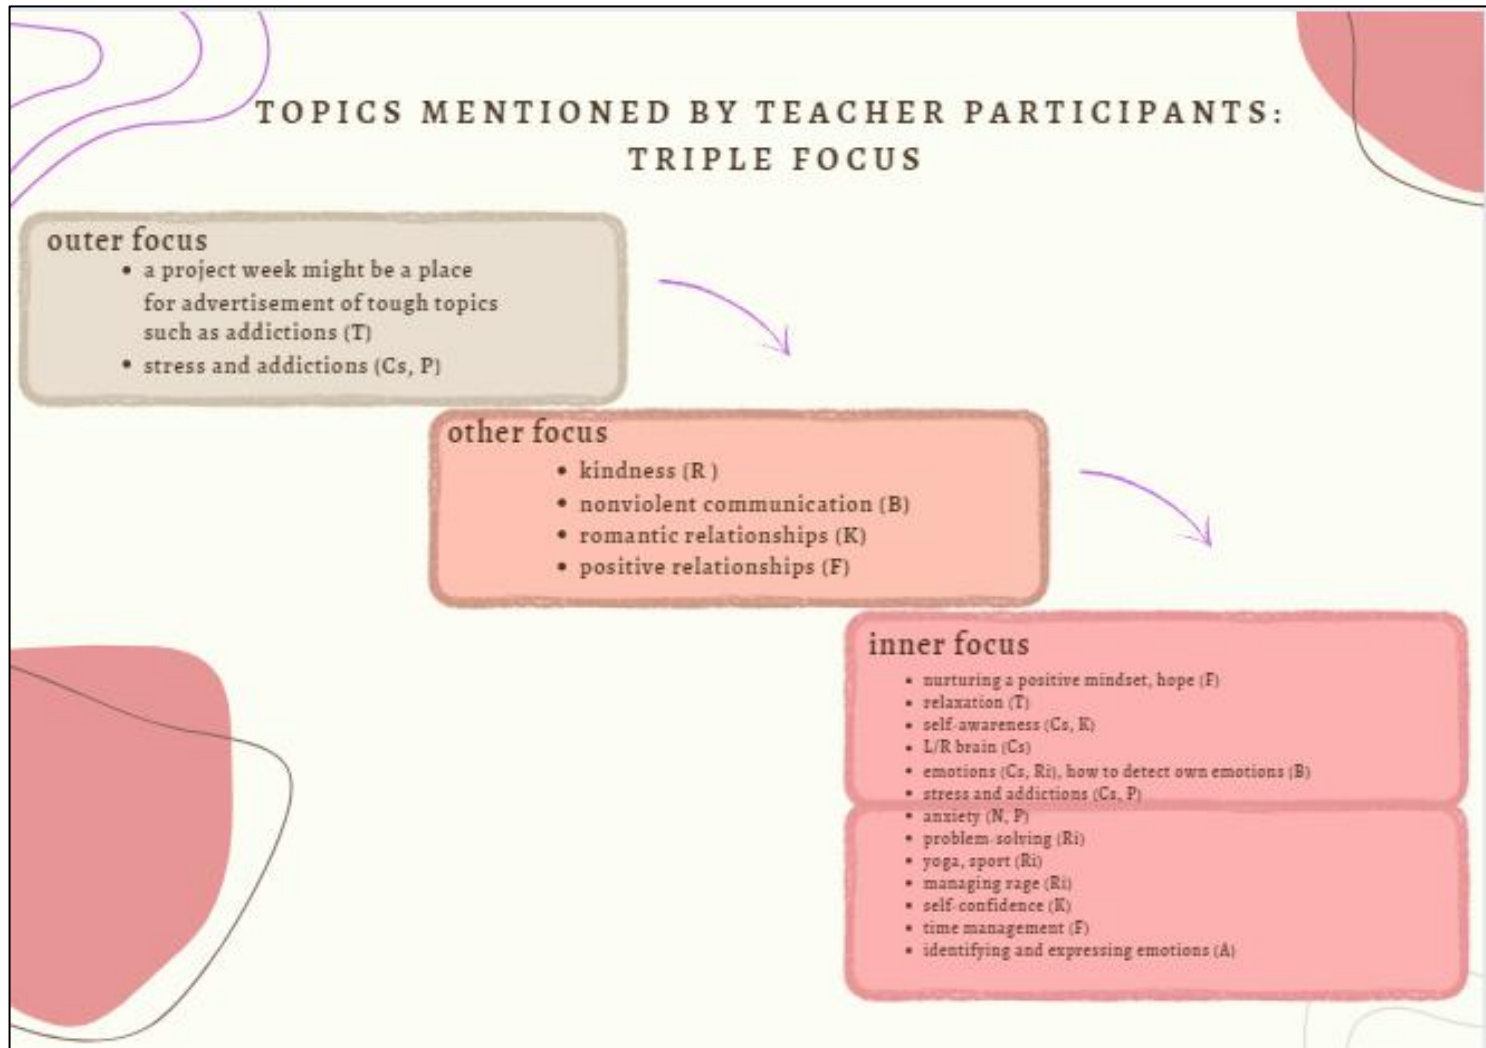 TOPICS MENTIONED BY TEACHER PARTICIPANTS:
TRIPLE FOCUS
outer focus
• a project week might be a place
for advertisement of tough topics
such as addictions (T)
• stress and addictions (Cs, P)
other focus
• kindness (R )
• nonviolent communication (B)
• romantic relationships (K)
• positive relationships (F)
inner focus
• nurturing a positive mindset, hope (F)
• relaxation (T)
• self-awareness (Cs, K)
• L/R brain (Cs)
• emotions (Cs, Ri), how to detect own emotions (B)
• stress and addictions (Cs, P)
• anxiety (N, P)
• problem-solving (Ri)
• yoga, sport (Ri)
• managing rage (Ri)
• self-confidence (K)
• time management (F)
• identifying and expressing emotions (A)